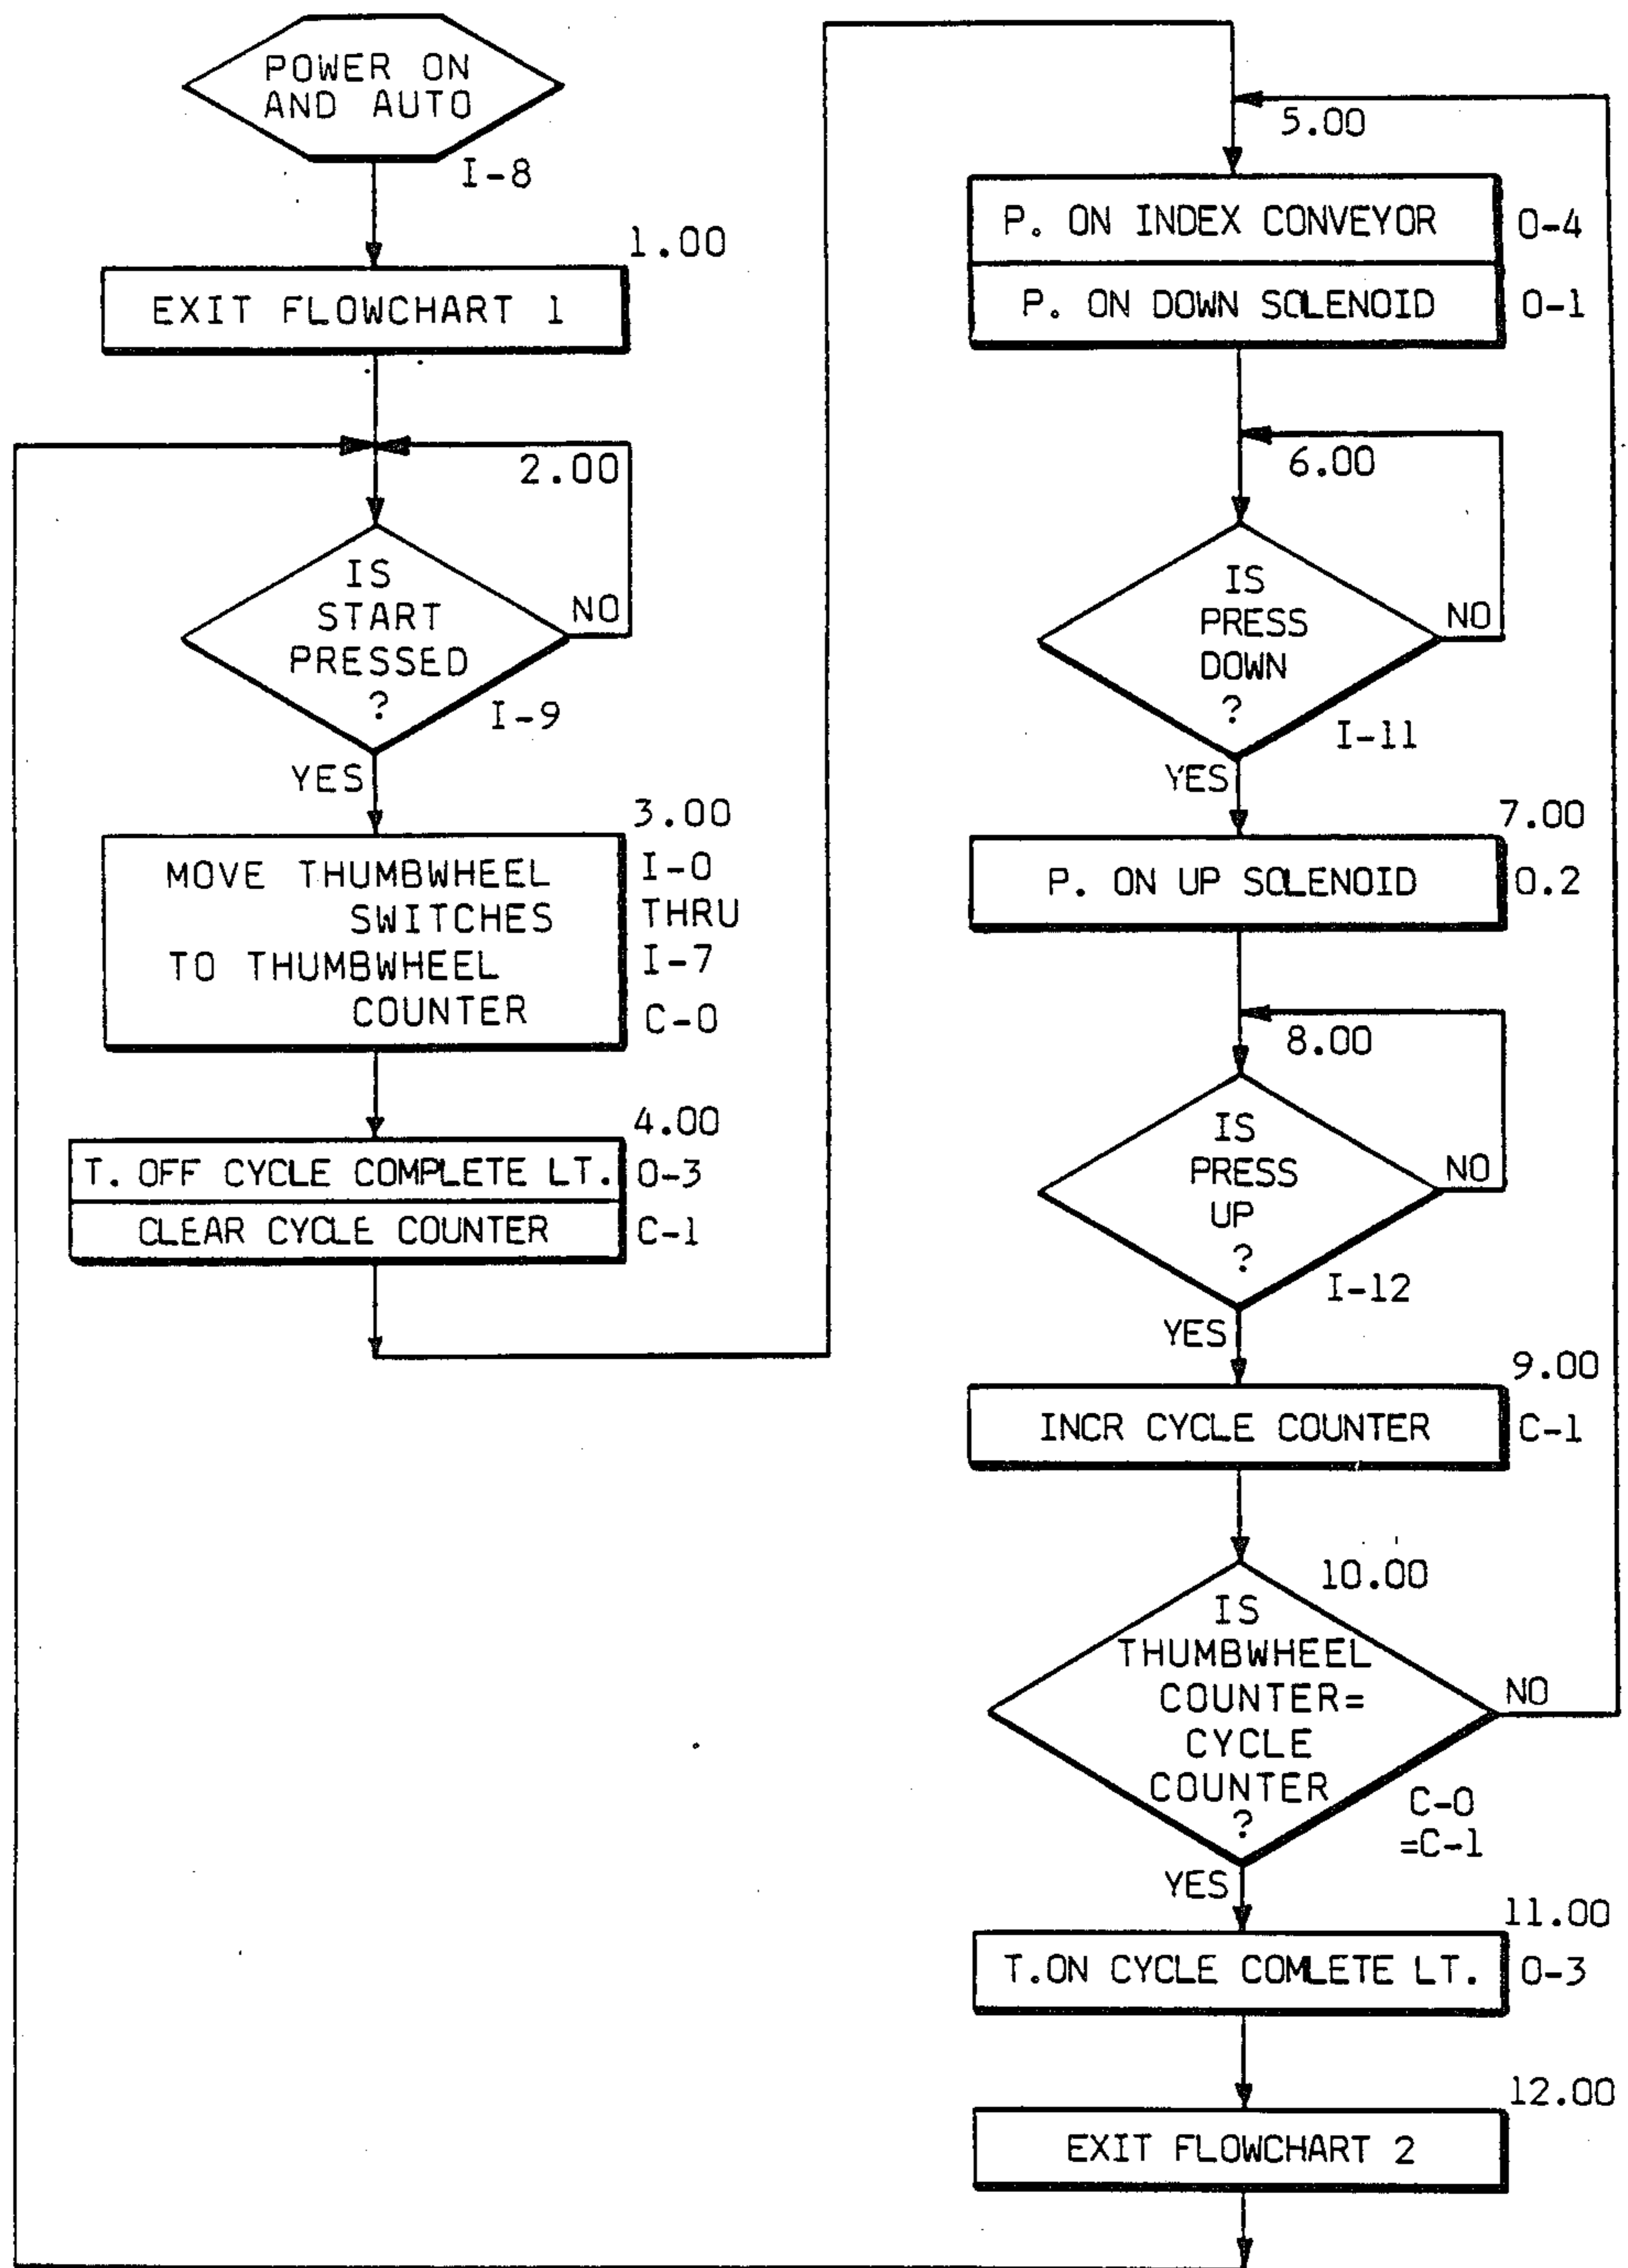 POWER ON
AND AUTO
I-8
1.00
EXIT FLOWCHART 1
2.00
IS
START
PRESSED
?
NO
I-9
YES
3.00
MOVE THUMBWHEEL
SWITCHES
TO THUMBWHEEL
COUNTER
I-0
THRU
I-7
C-0
4.00
T. OFF CYCLE COMPLETE LT.
O-3
CLEAR CYCLE COUNTER
C-1
5.00
P. ON INDEX CONVEYOR
O-4
P. ON DOWN SOLENOID
O-1
6.00
IS
PRESS
DOWN
?
NO
I-11
YES
7.00
P. ON UP SOLENOID
O.2
8.00
IS
PRESS
UP
?
NO
I-12
YES
9.00
INCR CYCLE COUNTER
C-1
10.00
IS
THUMBWHEEL
COUNTER=
CYCLE
COUNTER
?
NO
C-0
=C-1
YES
11.00
T.ON CYCLE COMLETE LT.
O-3
12.00
EXIT FLOWCHART 2